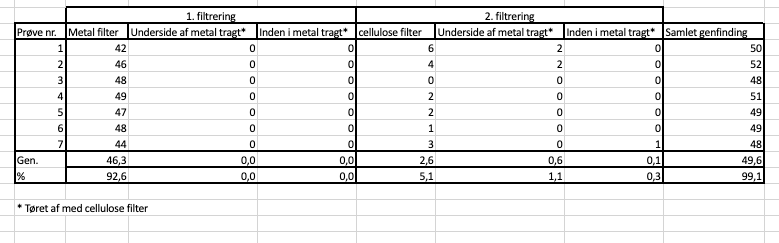 1. filtrering 2. filtrering
Prøve nr. Metal filter Underside af metal tragt* Inden i metal tragt* cellulose filter Underside af metal tragt* Inden i metal tragt* Samlet genfinding
1 42 0 0 6 2 0 50
2 46 0 0 4 2 0 52
3 48 0 0 0 0 0 48
4 49 0 0 2 0 0 51
5 47 0 0 2 0 0 49
6 48 0 0 1 0 0 49
7 44 0 0 3 0 1 48
Gen. 46,3 0,0 0,0 2,6 0,6 0,1 49,6
% 92,6 0,0 0,0 5,1 1,1 0,3 99,1
* Tøret af med cellulose filter